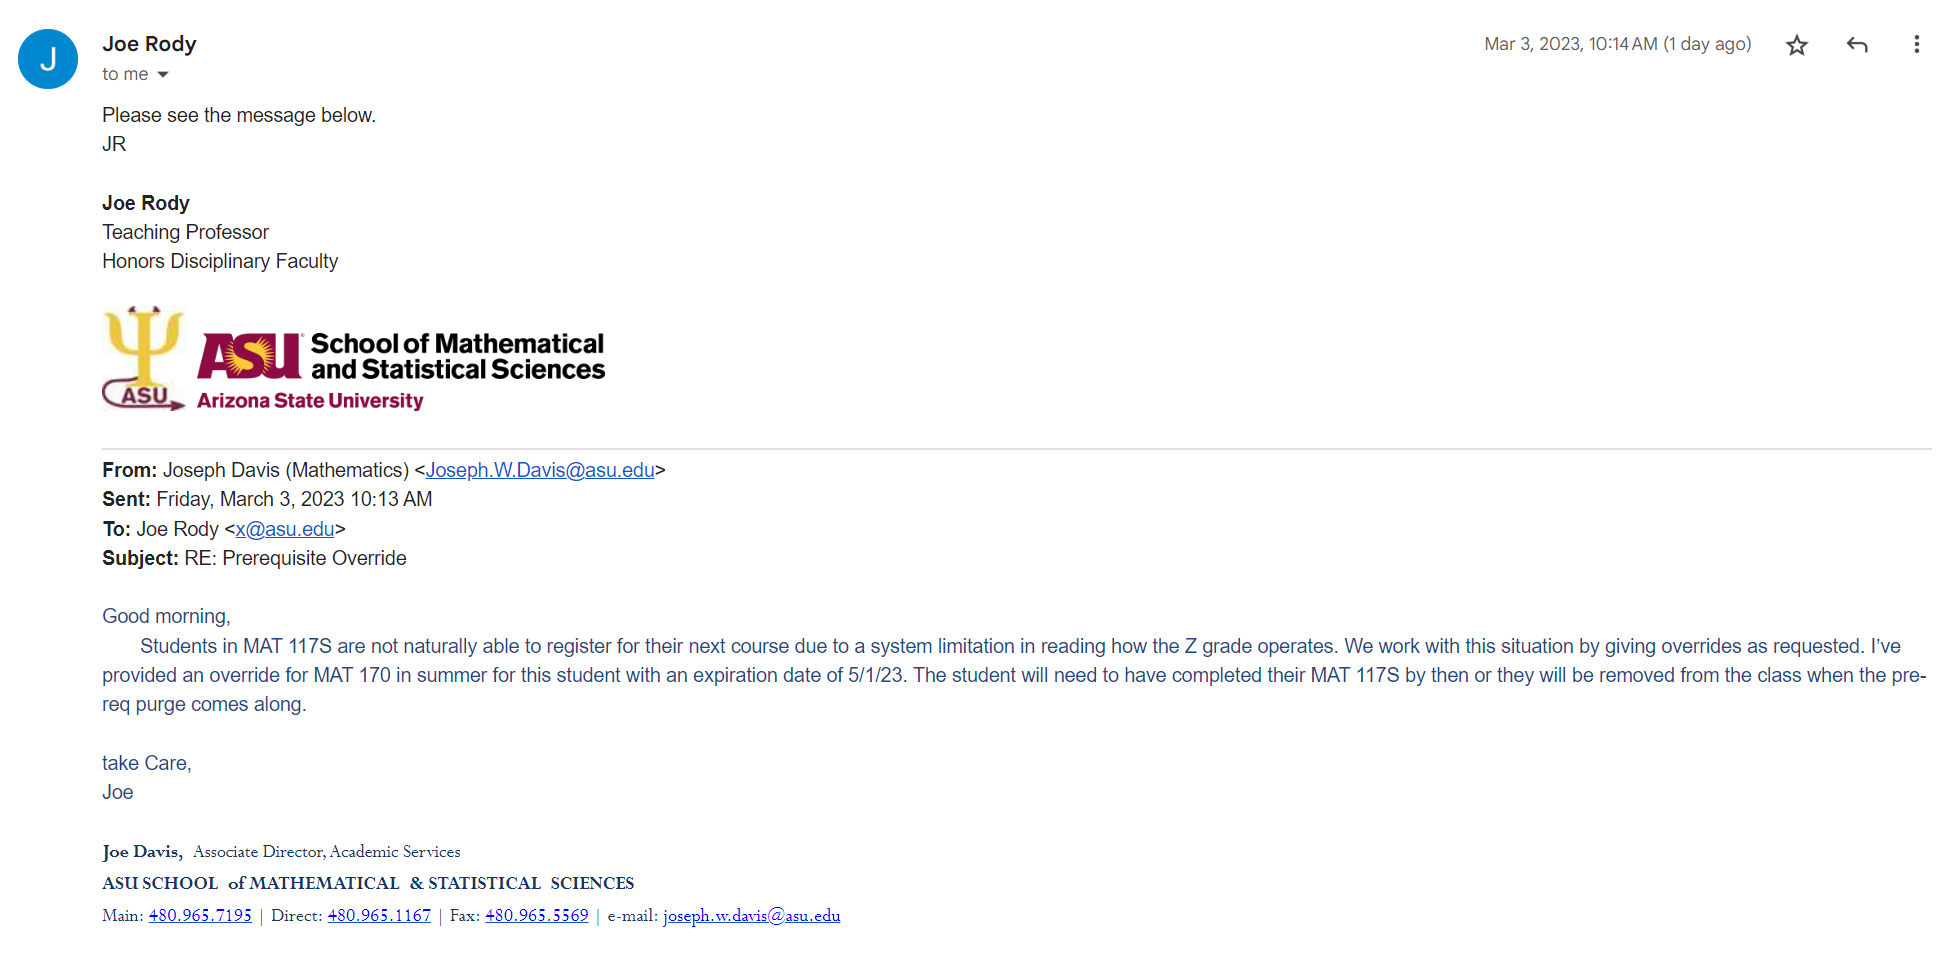 J
Joe Rody
Mar 3, 2023, 10:14 AM (1 day ago)
to me
Please see the message below.
JR
Joe Rody
Teaching Professor
Honors Disciplinary Faculty
ASU
ASU School of Mathematical
and Statistical Sciences
Arizona State University
From: Joseph Davis (Mathematics) <Joseph.W.Davis@asu.edu>
Sent: Friday, March 3, 2023 10:13 AM
To: Joe Rody <x@asu.edu>
Subject: RE: Prerequisite Override
Good morning,
Students in MAT 117S are not naturally able to register for their next course due to a system limitation in reading how the Z grade operates. We work with this situation by giving overrides as requested. I’ve
provided an override for MAT 170 in summer for this student with an expiration date of 5/1/23. The student will need to have completed their MAT 117S by then or they will be removed from the class when the pre-
req purge comes along.
take Care,
Joe
Joe Davis, Associate Director, Academic Services
ASU SCHOOL of MATHEMATICAL & STATISTICAL SCIENCES
Main: 480.965.7195 | Direct: 480.965.1167 | Fax: 480.965.5569 | e-mail: joseph.w.davis@asu.edu